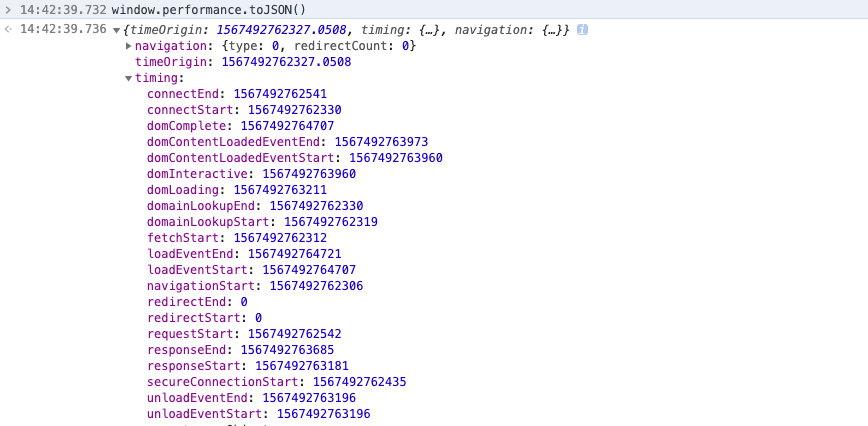 14:42:39.732 window.performance.toJSON()
14:42:39.736 {timeOrigin: 1567492762327.0508, timing: {…}, navigation: {…}} i
navigation: {type: 0, redirectCount: 0}
timeOrigin: 1567492762327.0508
timing:
connectEnd: 1567492762541
connectStart: 1567492762330
domComplete: 1567492764707
domContentLoadedEventEnd: 1567492763973
domContentLoadedEventStart: 1567492763960
domInteractive: 1567492763960
domLoading: 1567492763211
domainLookupEnd: 1567492762330
domainLookupStart: 1567492762319
fetchStart: 1567492762312
loadEventEnd: 1567492764721
loadEventStart: 1567492764707
navigationStart: 1567492762306
redirectEnd: 0
redirectStart: 0
requestStart: 1567492762542
responseEnd: 1567492763685
responseStart: 1567492763181
secureConnectionStart: 1567492762435
unloadEventEnd: 1567492763196
unloadEventStart: 1567492763196